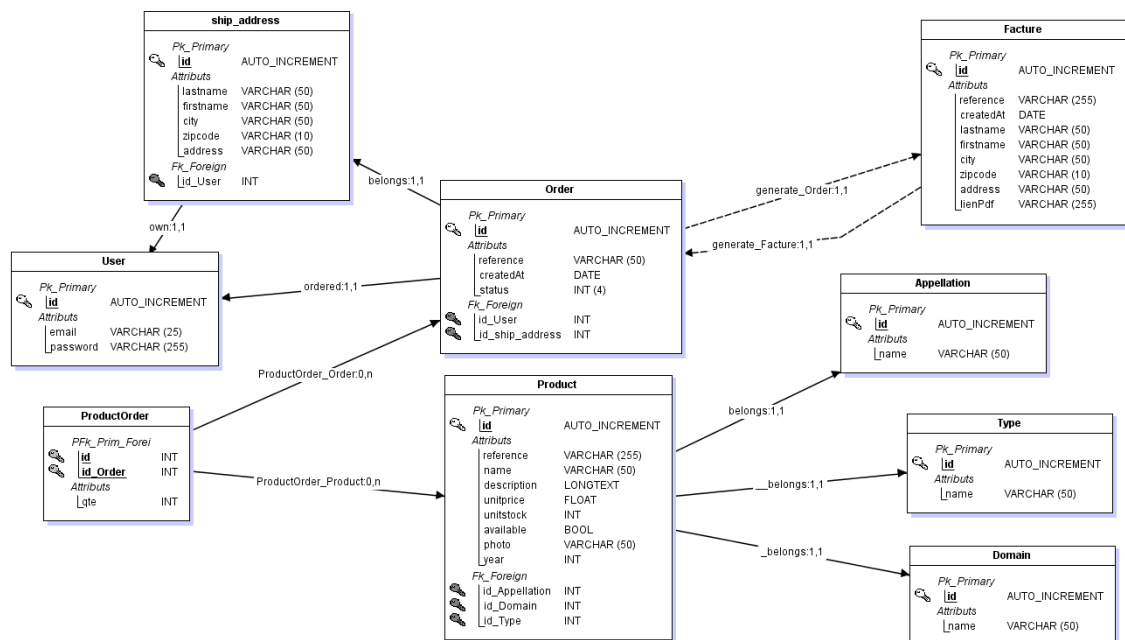 ship_address
Pk_Primary
id AUTO_INCREMENT
Attributs
lastname VARCHAR (50)
firstname VARCHAR (50)
city VARCHAR (50)
zipcode VARCHAR (10)
address VARCHAR (50)
Fk_Foreign
id_User INT
own:1,1
belongs:1,1
User
Pk_Primary
id AUTO_INCREMENT
Attributs
email VARCHAR (25)
password VARCHAR (255)
ordered:1,1
Order
Pk_Primary
id AUTO_INCREMENT
Attributs
reference VARCHAR (50)
createdAt DATE
status INT (4)
Fk_Foreign
id_User INT
id_ship_address INT
generate_Order:1,1
generate_Facture:1,1
Facture
Pk_Primary
id AUTO_INCREMENT
Attributs
reference VARCHAR (255)
createdAt DATE
lastname VARCHAR (50)
firstname VARCHAR (50)
city VARCHAR (50)
zipcode VARCHAR (10)
address VARCHAR (50)
lienPdf VARCHAR (255)
ProductOrder
PFk_Prim_Forei
id INT
id_Order INT
Attributs
qte INT
ProductOrder_Order:0,n
ProductOrder_Product:0,n
Product
Pk_Primary
id AUTO_INCREMENT
Attributs
reference VARCHAR (255)
name VARCHAR (50)
description LONGTEXT
unitprice FLOAT
unitstock INT
available BOOL
photo VARCHAR (50)
year INT
Fk_Foreign
id_Appellation INT
id_Domain INT
id_Type INT
belongs:1,1
__belongs:1,1
_belongs:1,1
Appellation
Pk_Primary
id AUTO_INCREMENT
Attributs
name VARCHAR (50)
Type
Pk_Primary
id AUTO_INCREMENT
Attributs
name VARCHAR (50)
Domain
Pk_Primary
id AUTO_INCREMENT
Attributs
name VARCHAR (50)